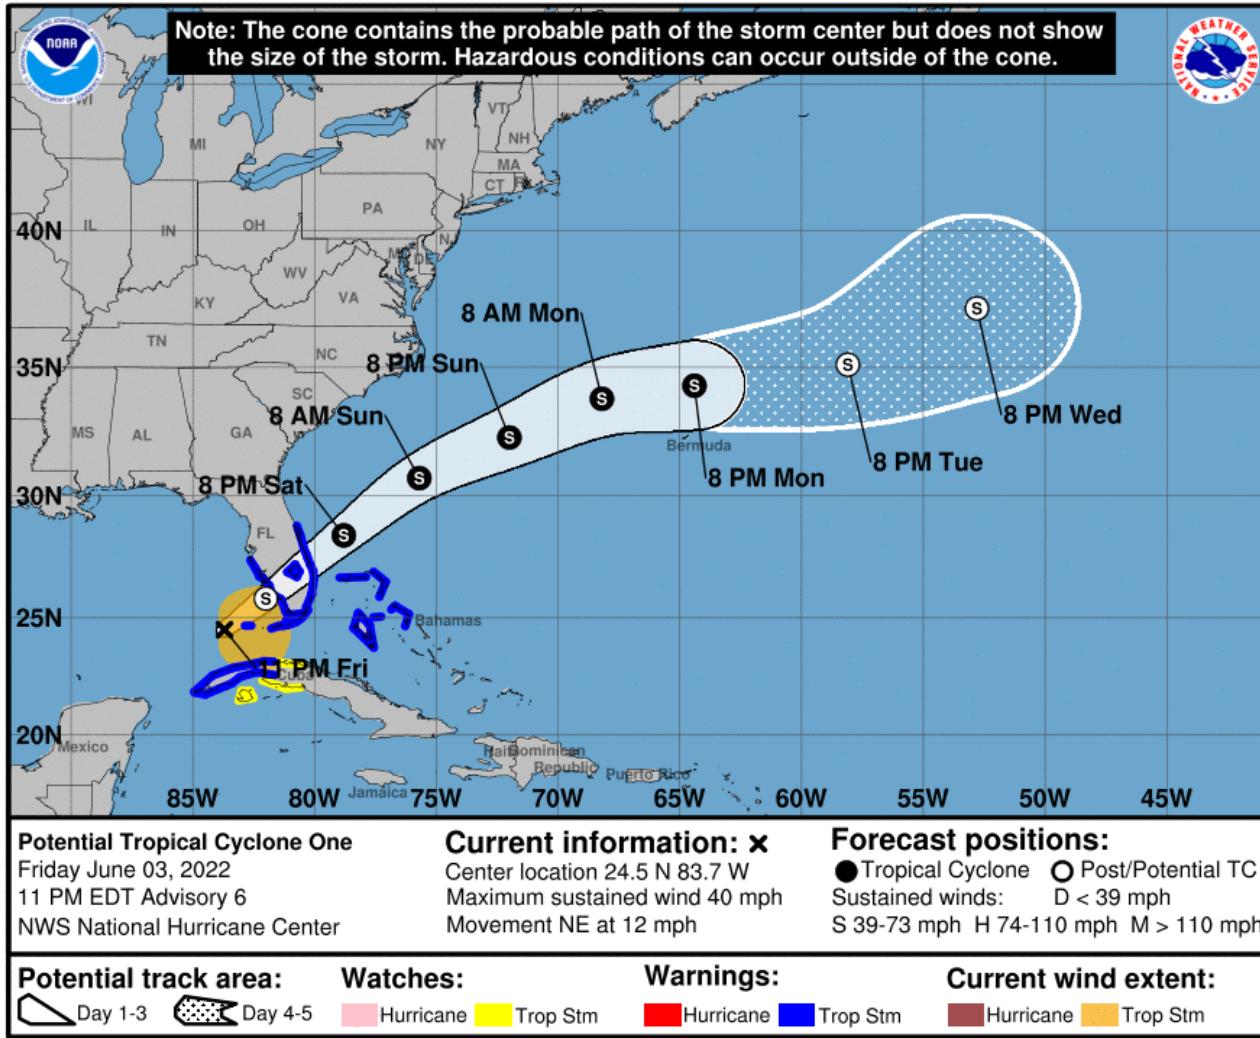 Note: The cone contains the probable path of the storm center but does not show
the size of the storm. Hazardous conditions can occur outside of the cone.
NOAA
NATIONAL WEATHER SERVICE
WI
MI
VT
NH
NY
MA
CT
RI
PA
NJ
IL
IN
OH
MD
DE
WV
KY
VA
TN
NC
SC
MS
AL
GA
FL
40N
35N
30N
25N
20N
8 AM Mon
8 PM Sun
8 AM Sun
8 PM Sat
11 PM Fri
8 PM Mon
8 PM Tue
8 PM Wed
S
S
S
S
S
S
S
S
Bermuda
Bahamas
Cuba
Mexico
Haiti
Dominican
Republic
Puerto Rico
Jamaica
85W 80W 75W 70W 65W 60W 55W 50W 45W
Potential Tropical Cyclone One
Friday June 03, 2022
11 PM EDT Advisory 6
NWS National Hurricane Center
Current information: x
Center location 24.5 N 83.7 W
Maximum sustained wind 40 mph
Movement NE at 12 mph
Forecast positions:
Tropical Cyclone Post/Potential TC
Sustained winds: D < 39 mph
S 39-73 mph H 74-110 mph M > 110 mph
Potential track area:
Day 1-3 Day 4-5
Watches:
Hurricane Trop Stm
Warnings:
Hurricane Trop Stm
Current wind extent:
Hurricane Trop Stm